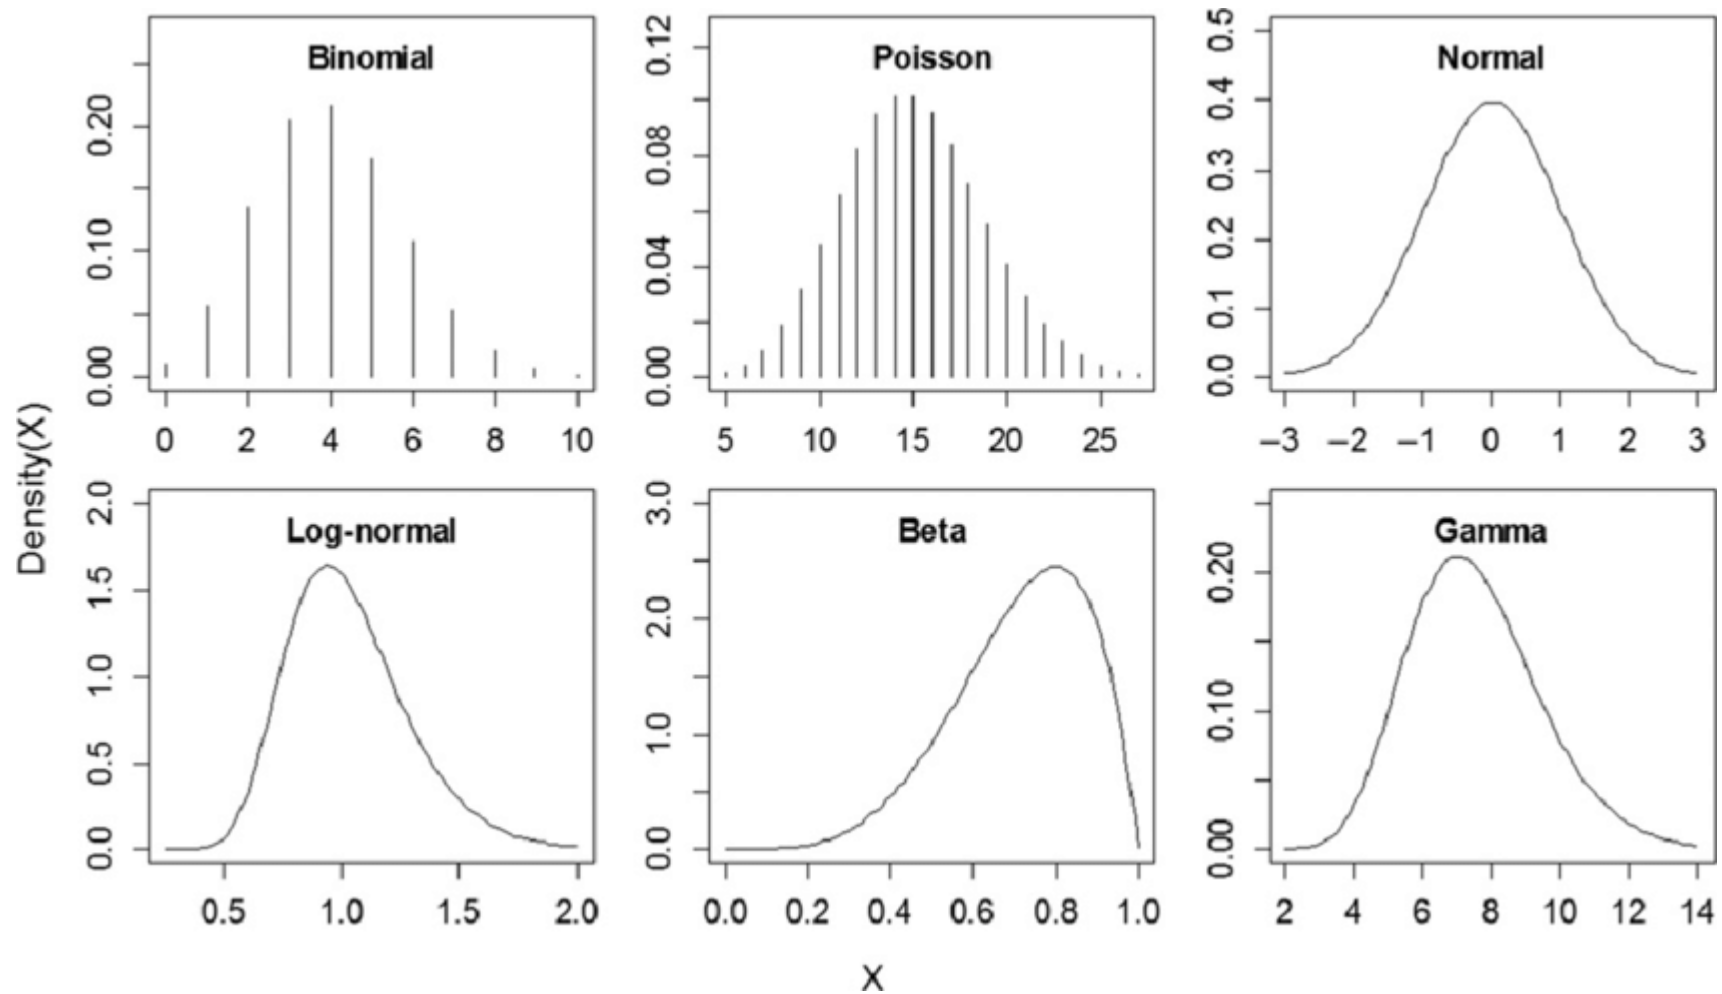 Density(X)
Binomial
0.00 0.10 0.20
0 2 4 6 8 10
Poisson
0.00 0.04 0.08 0.12
5 10 15 20 25
Normal
0.0 0.1 0.2 0.3 0.4 0.5
−3 −2 −1 0 1 2 3
Log-normal
0.0 0.5 1.0 1.5 2.0
0.5 1.0 1.5 2.0
Beta
0.0 1.0 2.0 3.0
0.0 0.2 0.4 0.6 0.8 1.0
Gamma
0.00 0.10 0.20
2 4 6 8 10 12 14
X